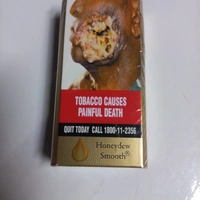 TOBACCO CAUSES
PAINFUL DEATH
QUIT TODAY CALL 1800-11-2356
Honeydew
Smooth®